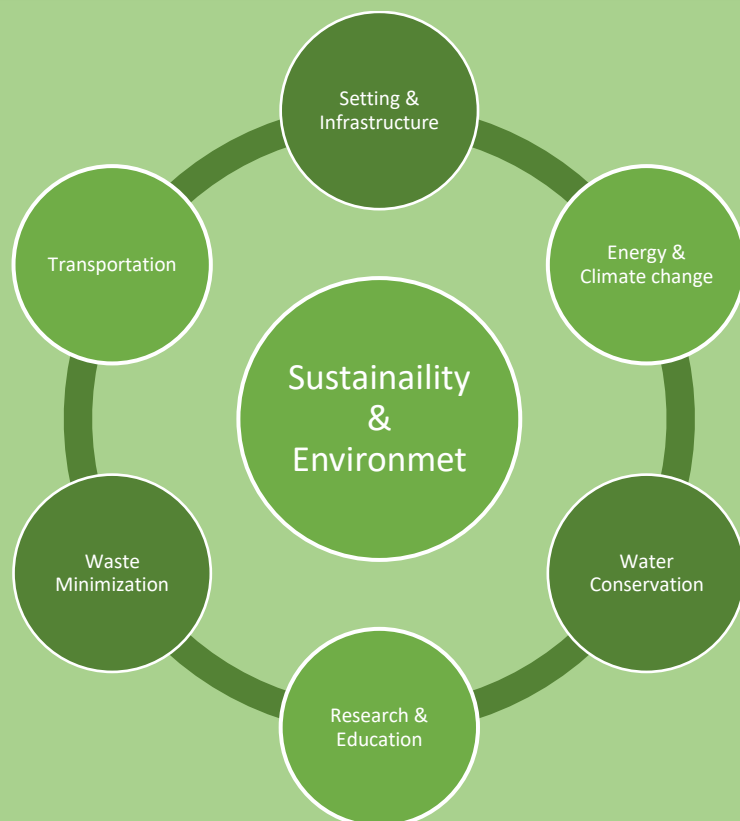 Setting &
Infrastructure
Transportation
Energy &
Climate change
Sustainaility
&
Environmet
Waste
Minimization
Water
Conservation
Research &
Education